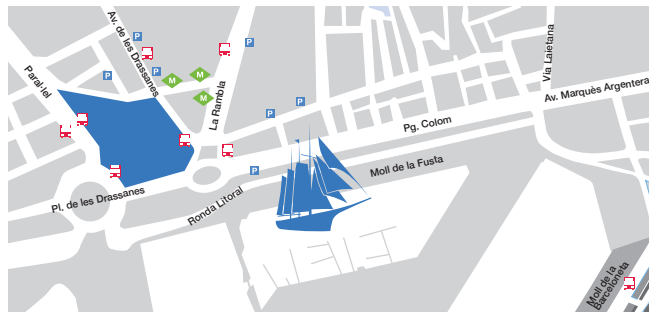 Av. de les Drassanes
Paral·lel
La Rambla
Via Laietana
Av. Marquès Argentera
Pg. Colom
Moll de la Fusta
Pl. de les Drassanes
Ronda Litoral
Moll de la
Barceloneta
P
P
P
P
P
P
P
M
M
M